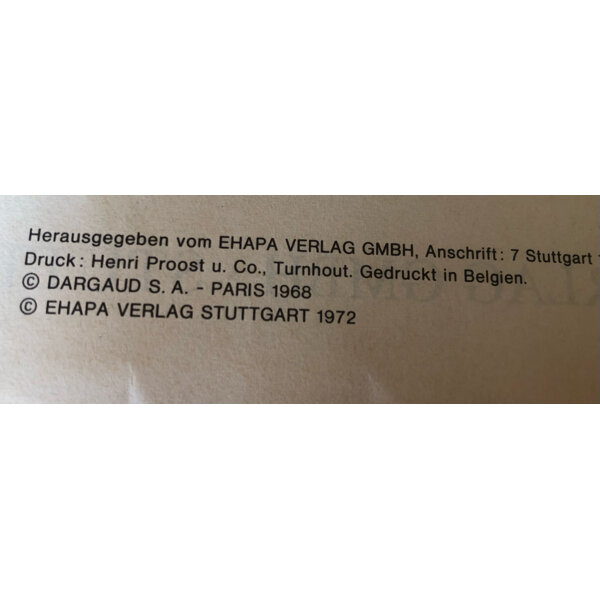 Herausgegeben vom EHAPA VERLAG GMBH, Anschrift: 7 Stuttgart
Druck: Henri Proost u. Co., Turnhout. Gedruckt in Belgien.
© DARGAUD S. A. - PARIS 1968
© EHAPA VERLAG STUTTGART 1972